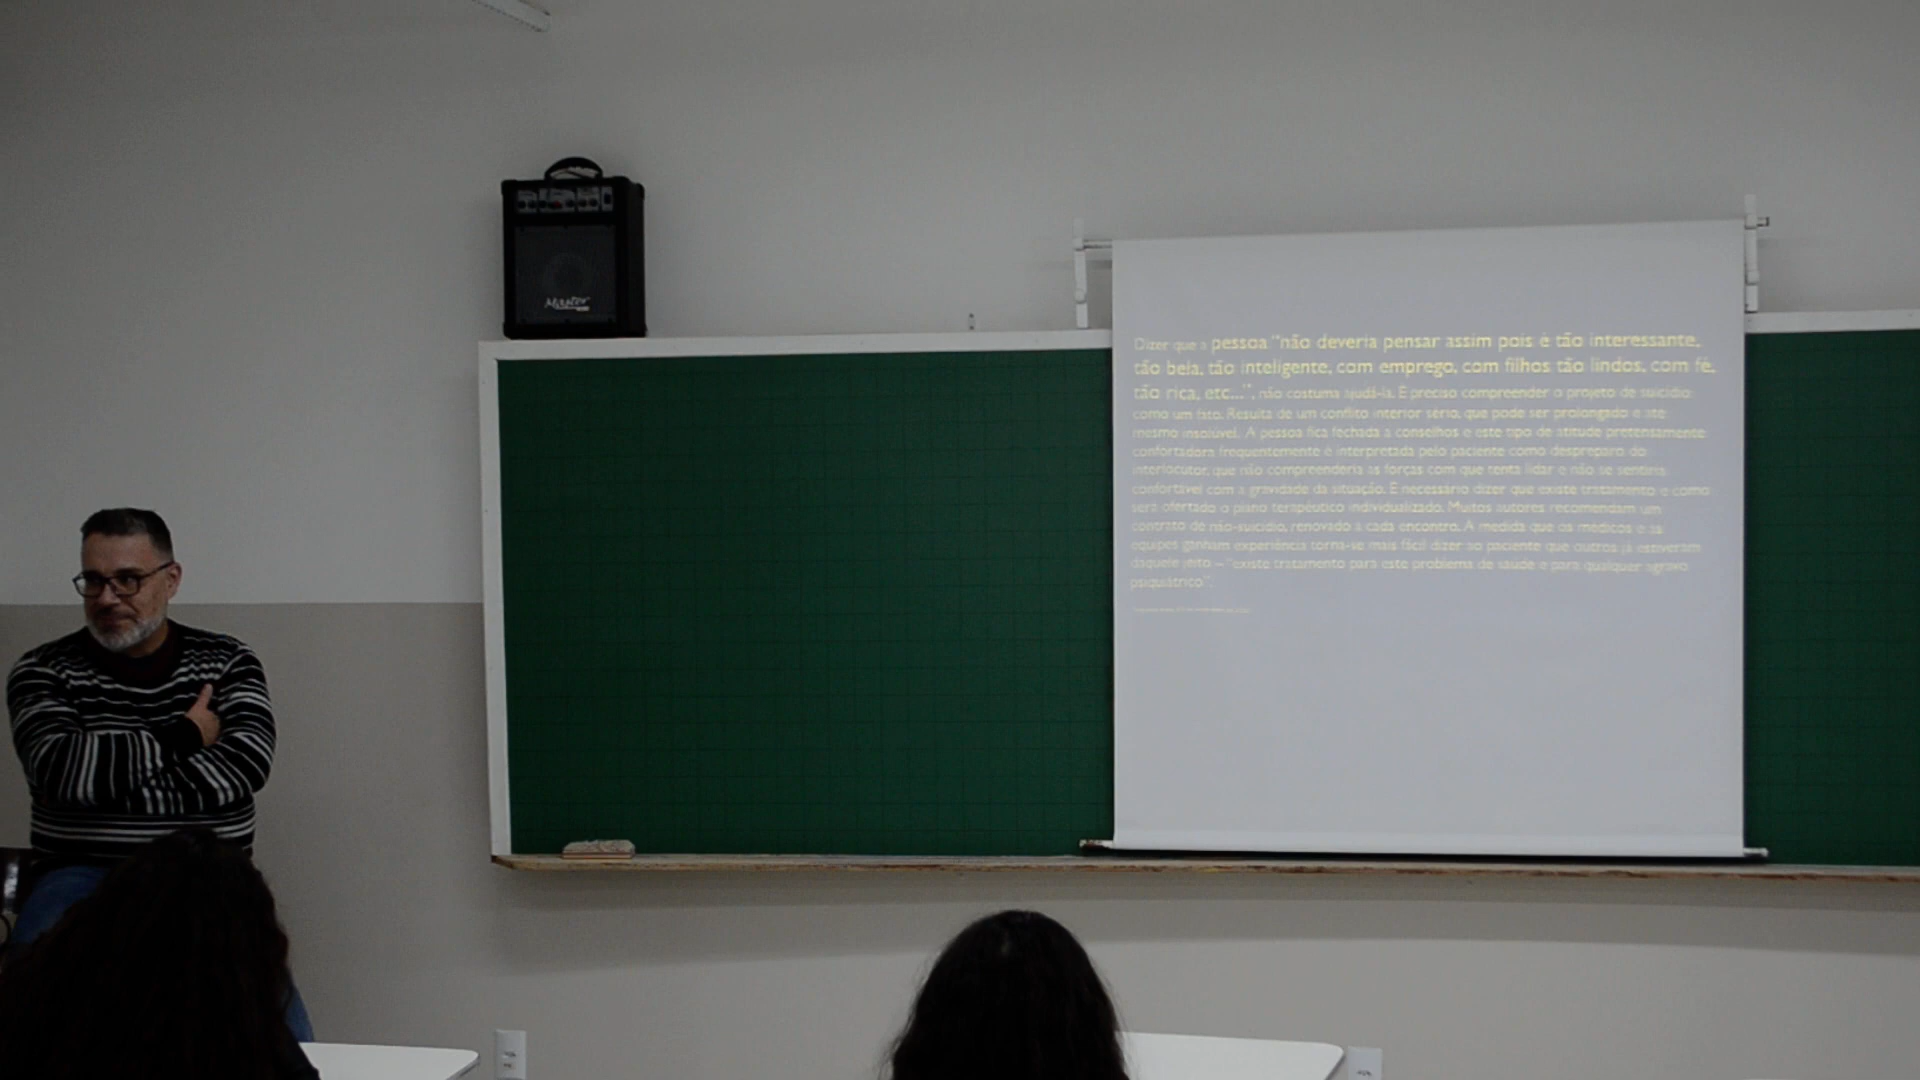 Master
Dizer que a pessoa "não deveria pensar assim pois é tão interessante,
tão bela, tão inteligente, com emprego, com filhos tão lindos, com fé,
tão rica, etc...", não costuma ajudá-la. É preciso compreender o projeto de suicídio
como um fato. Resulta de um conflito interior sério, que pode ser prolongado e até
mesmo insolúvel. A pessoa fica fechada a conselhos e este tipo de atitude pretensamente
confortadora frequentemente é interpretada pelo paciente como despreparo do
interlocutor, que não compreenderia as forças com que tenta lidar e não se sentiria
confortável com a gravidade da situação. É necessário dizer que existe tratamento e como
será ofertado o plano terapêutico individualizado. Muitos autores recomendam um
contrato de não-suicídio, renovado a cada encontro. À medida que os médicos e as
equipes ganham experiência torna-se mais fácil dizer ao paciente que outros já estiveram
daquele jeito – "existe tratamento para este problema de saúde e para qualquer agravo
psiquiátrico".